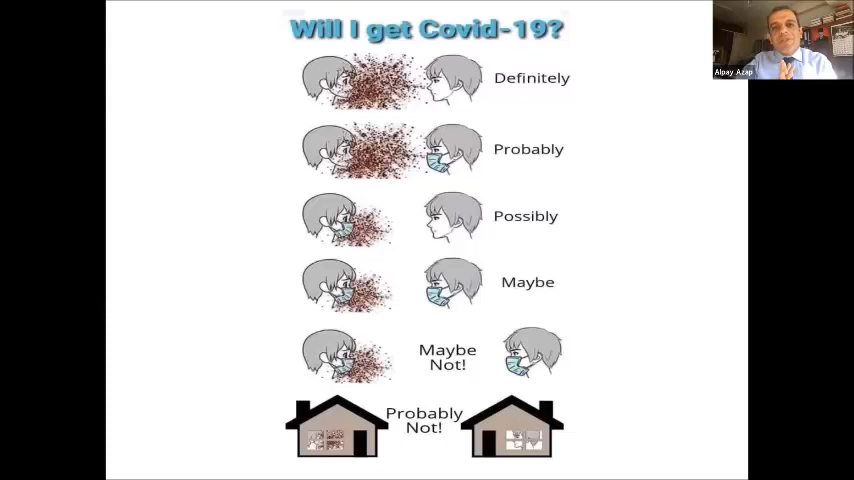 Will I get Covid-19?
Alpay Azap
Definitely
Probably
Possibly
Maybe
Maybe
Not!
Probably
Not!